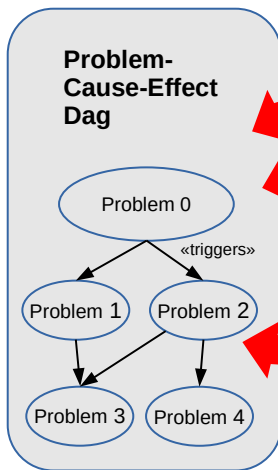 Problem-
Cause-Effect
Dag
Problem 0
«triggers»
Problem 1
Problem 2
Problem 3
Problem 4